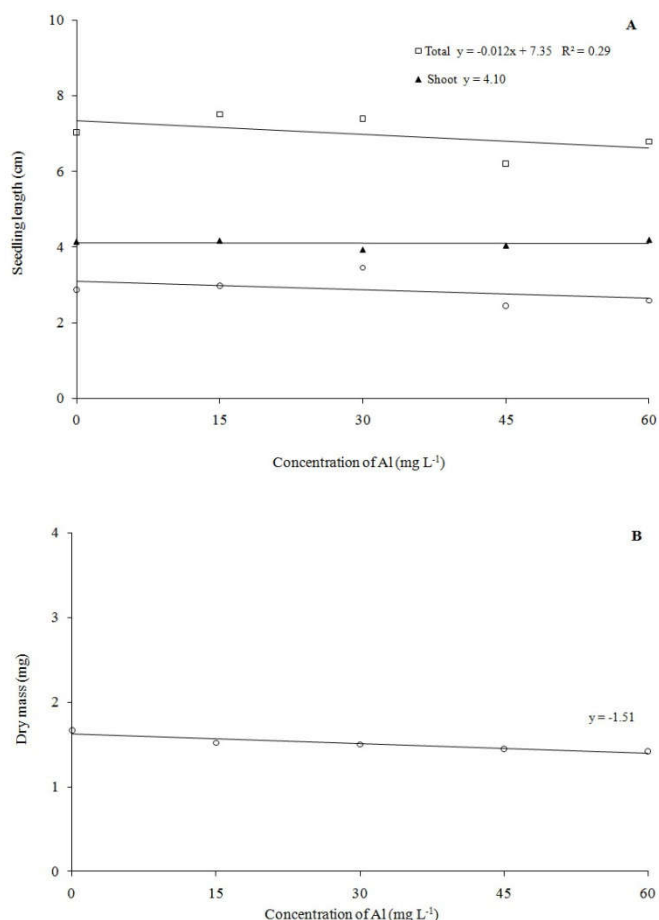 A
10
Total y = -0.012x + 7.35 R² = 0.29
Shoot y = 4.10
8
6
4
2
0
Seedling length (cm)
0 15 30 45 60
Concentration of Al (mg L⁻¹)
B
4
3
2
1
0
y = -1.51
Dry mass (mg)
0 15 30 45 60
Concentration of Al (mg L⁻¹)